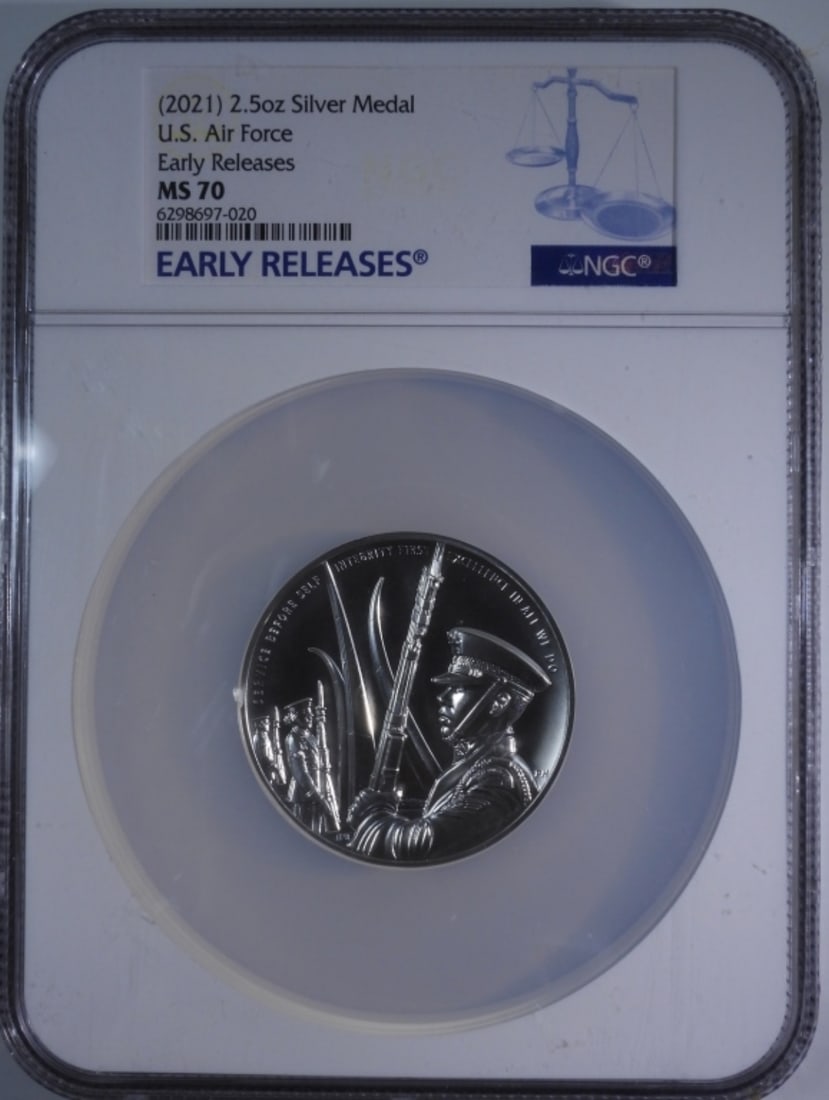 (2021) 2.5oz Silver Medal
U.S. Air Force
Early Releases
MS 70
6298697-020
EARLY RELEASES®
NGC®
SERVICE BEFORE SELF INTEGRITY FIRST EXCELLENCE IN ALL WE DO